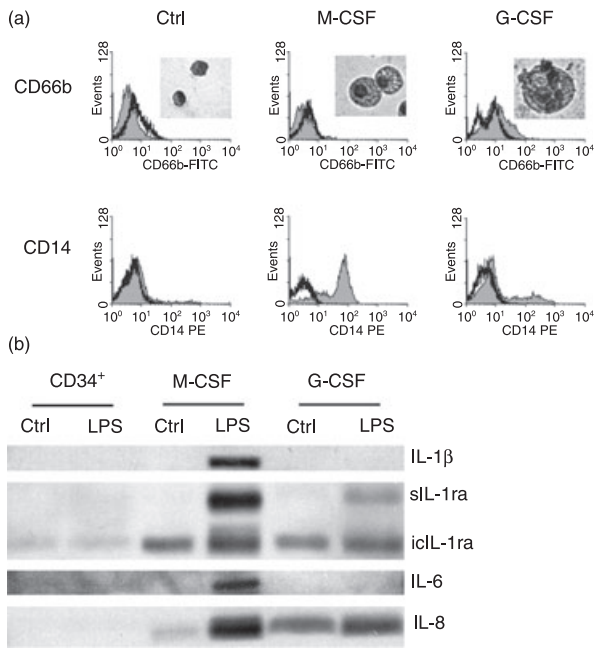 (a)
Ctrl M-CSF G-CSF
CD66b
128 128 128
Events Events Events
0 0 0
10⁰ 10¹ 10² 10³ 10⁴ 10⁰ 10¹ 10² 10³ 10⁴ 10⁰ 10¹ 10² 10³ 10⁴
CD66b-FITC CD66b-FITC CD66b-FITC
CD14
128 128 128
Events Events Events
0 0 0
10⁰ 10¹ 10² 10³ 10⁴ 10⁰ 10¹ 10² 10³ 10⁴ 10⁰ 10¹ 10² 10³ 10⁴
CD14 PE CD14 PE CD14 PE
(b)
CD34⁺ M-CSF G-CSF
Ctrl LPS Ctrl LPS Ctrl LPS
IL-1β
sIL-1ra
icIL-1ra
IL-6
IL-8